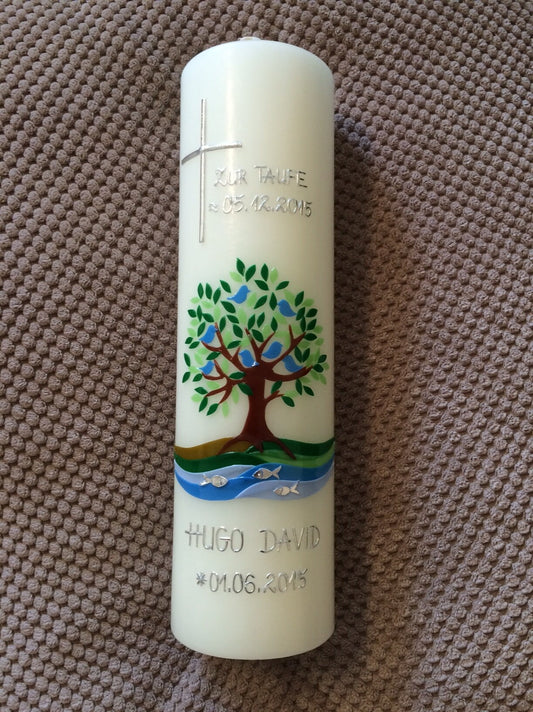 ZUR TAUFE
≈ 05.12.2015
HUGO DAVID
*01.06.2015